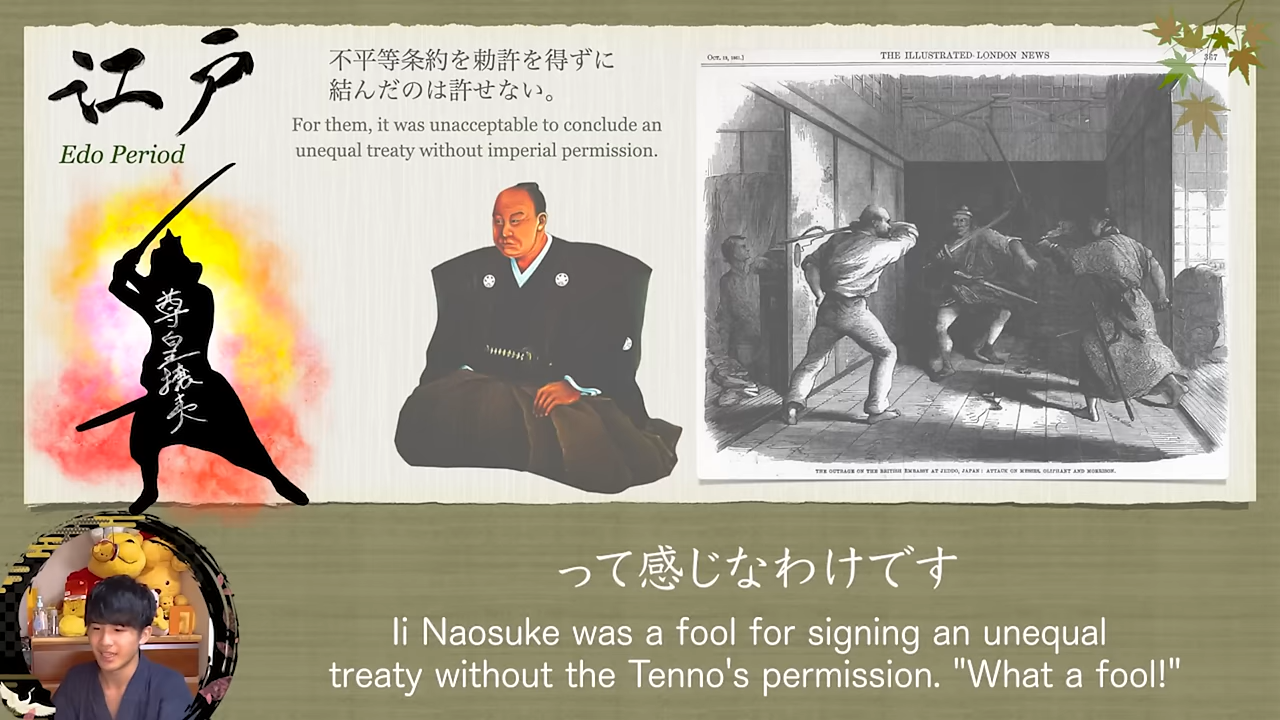 江戸
Edo Period
尊皇攘夷
不平等条約を勅許を得ずに
結んだのは許せない。
For them, it was unacceptable to conclude an
unequal treaty without imperial permission.
THE ILLUSTRATED LONDON NEWS
367
THE OUTRAGE ON THE BRITISH EMBASSY AT JEDDO, JAPAN: ATTACK ON MESSRS. OLIPHANT AND MORRISON.
って感じなわけです
Ii Naosuke was a fool for signing an unequal
treaty without the Tenno's permission. "What a fool!"